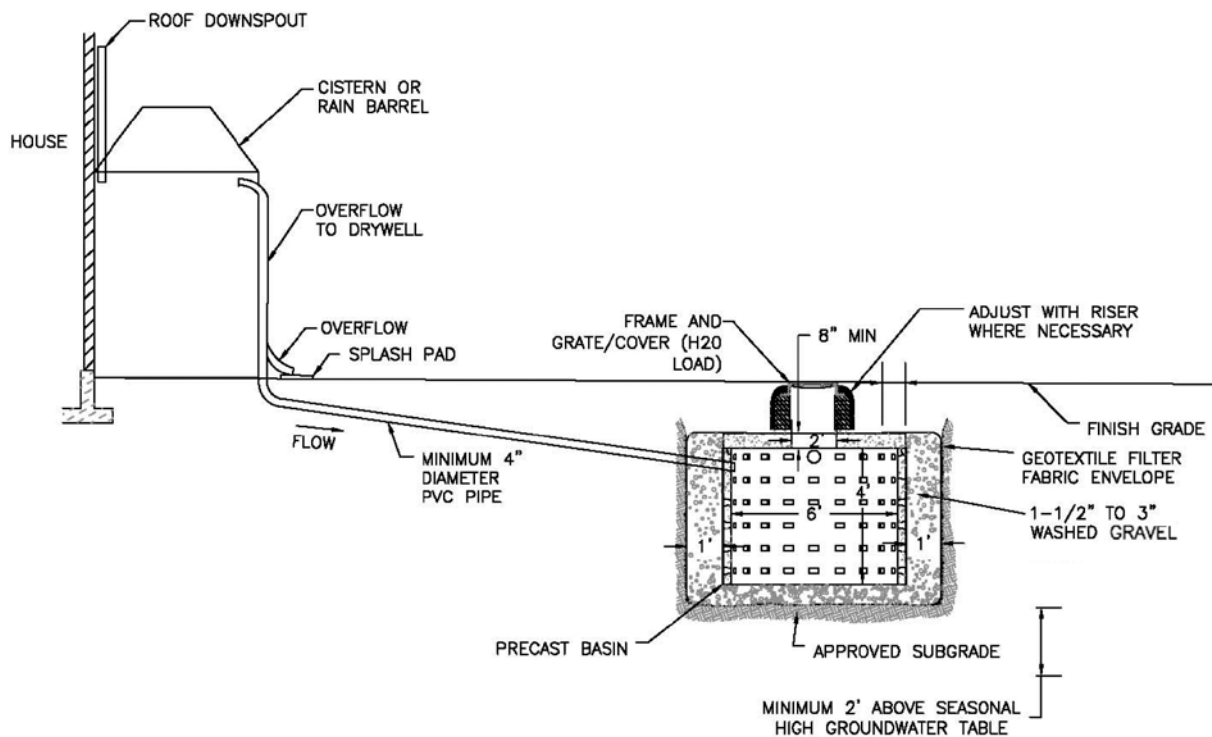 ROOF DOWNSPOUT
CISTERN OR
RAIN BARREL
HOUSE
OVERFLOW
TO DRYWELL
OVERFLOW
SPLASH PAD
FRAME AND
GRATE/COVER (H20
LOAD)
8" MIN
ADJUST WITH RISER
WHERE NECESSARY
FLOW
MINIMUM 4"
DIAMETER
PVC PIPE
FINISH GRADE
GEOTEXTILE FILTER
FABRIC ENVELOPE
1-1/2" TO 3"
WASHED GRAVEL
2'
4'
6'
1'
1'
PRECAST BASIN
APPROVED SUBGRADE
MINIMUM 2' ABOVE SEASONAL
HIGH GROUNDWATER TABLE